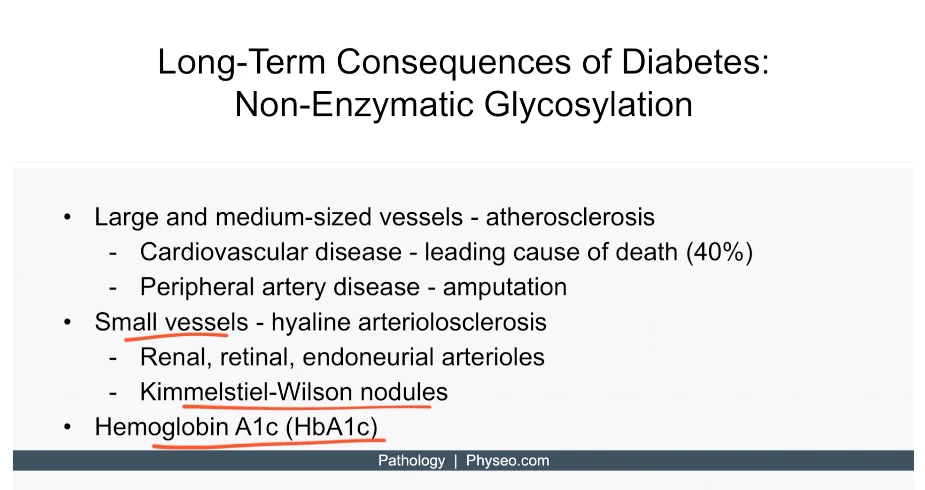 Long-Term Consequences of Diabetes:
Non-Enzymatic Glycosylation
• Large and medium-sized vessels - atherosclerosis
- Cardiovascular disease - leading cause of death (40%)
- Peripheral artery disease - amputation
• Small vessels - hyaline arteriolosclerosis
- Renal, retinal, endoneurial arterioles
- Kimmelstiel-Wilson nodules
• Hemoglobin A1c (HbA1c)
Pathology | Physeo.com